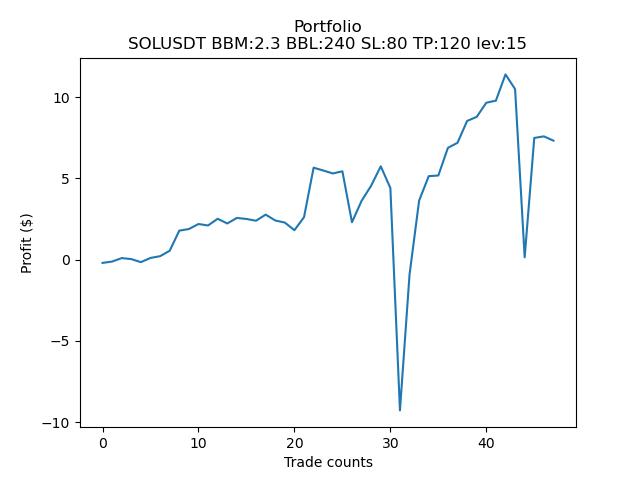 Portfolio
SOLUSDT BBM:2.3 BBL:240 SL:80 TP:120 lev:15
10
5
0
−5
−10
Profit ($)
0 10 20 30 40
Trade counts